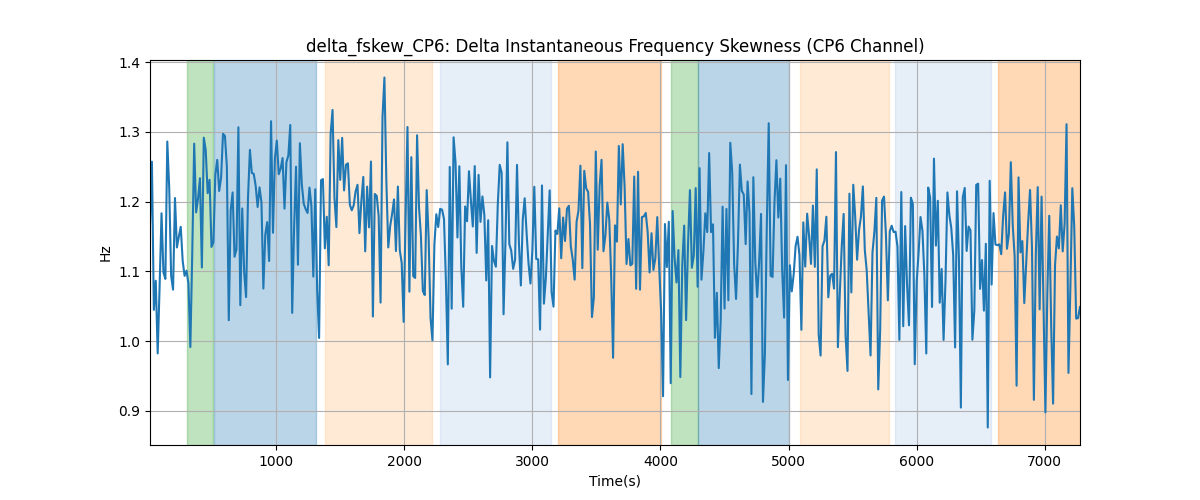 delta_fskew_CP6: Delta Instantaneous Frequency Skewness (CP6 Channel)
1.4
1.3
1.2
1.1
1.0
0.9
Hz
1000 2000 3000 4000 5000 6000 7000
Time(s)